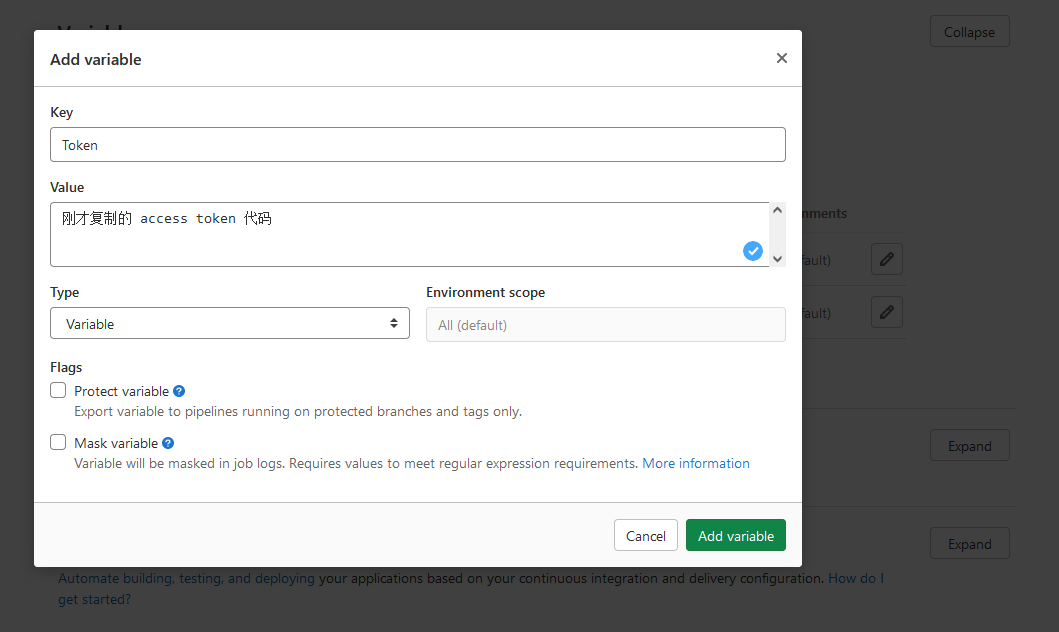 Collapse
Add variable
Key
Token
Value
刚才复制的 access token 代码
Type
Environment scope
Variable
All (default)
Flags
Protect variable
Export variable to pipelines running on protected branches and tags only.
Mask variable
Variable will be masked in job logs. Requires values to meet regular expression requirements. More information
Cancel
Add variable
Expand
Expand
Automate building, testing, and deploying your applications based on your continuous integration and delivery configuration. How do I
get started?